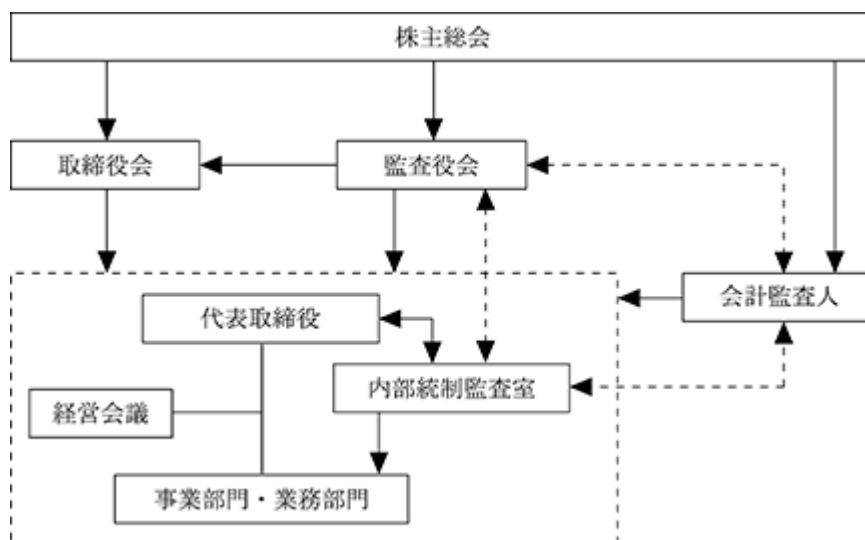 株主総会
取締役会
監査役会
会計監査人
代表取締役
内部統制監査室
経営会議
事業部門・業務部門